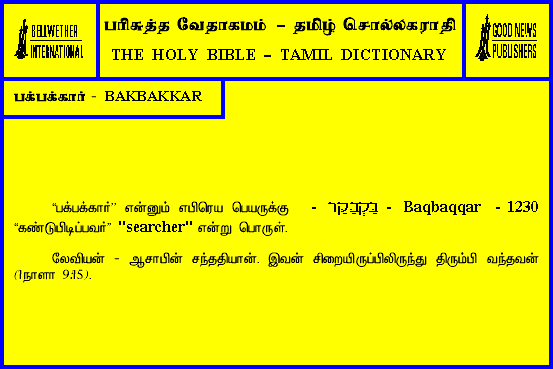 BELLWETHER
INTERNATIONAL
பரிசுத்த வேதாகமம் – தமிழ் சொல்லகராதி
THE HOLY BIBLE – TAMIL DICTIONARY
GOOD NEWS
PUBLISHERS
பக்பக்கார் - BAKBAKKAR
“பக்பக்கார்” என்னும் எபிரெய பெயருக்கு - בַּקְבַּקַּר - Baqbaqqar - 1230
“கண்டுபிடிப்பவர்” "searcher" என்று பொருள்.
லேவியன் - ஆசாபின் சந்ததியான். இவன் சிறையிருப்பிலிருந்து திரும்பி வந்தவன்
(1நாளா 9:15).